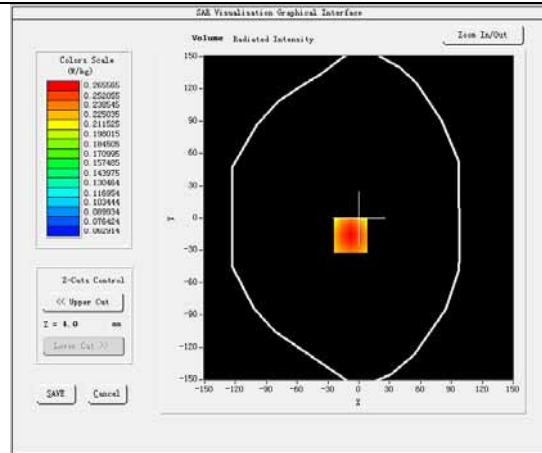 SAR Visualisation Graphical Interface
Volume Radiated Intensity
Zoom In/Out
Colors Scale
(W/kg)
0.265565
0.252055
0.238545
0.225035
0.211525
0.198015
0.184505
0.170995
0.157485
0.143975
0.130464
0.116954
0.103444
0.089934
0.076424
0.062914
Z-Cuts Control
<< Upper Cut
Z = 4.0 mm
Lower Cut >>
SAVE
Cancel
150
120
90
60
30
0
-30
-60
-90
-120
-150
Y
-150 -120 -90 -60 -30 0 30 60 90 120 150
X